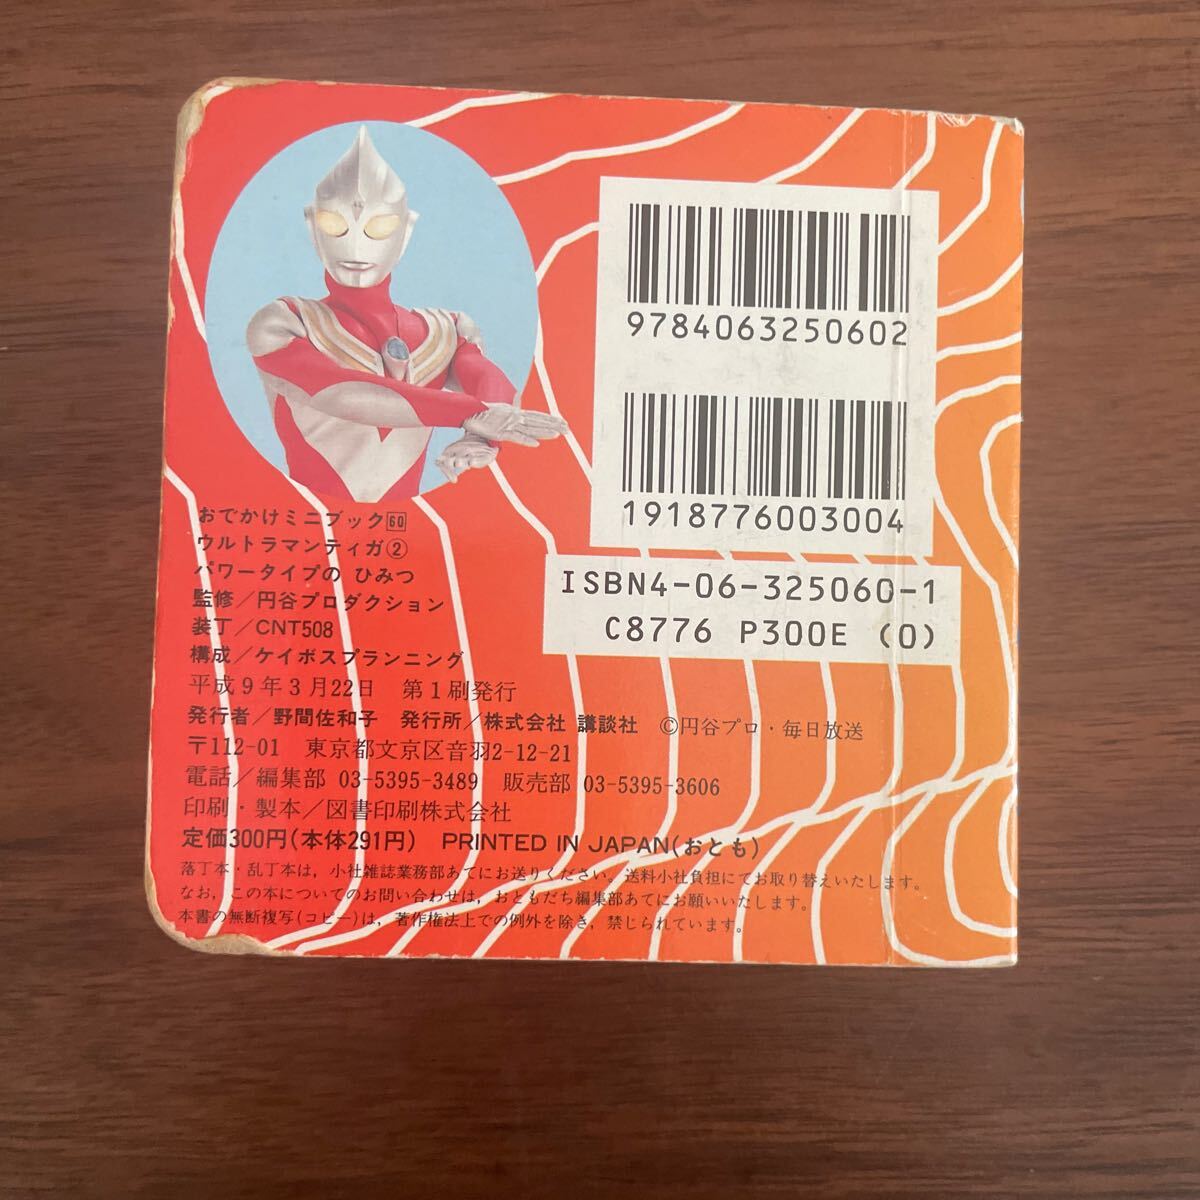 9784063250602
1918776003004
ISBN4-06-325060-1
C8776 P300E (0)
おでかけミニブック60
ウルトラマンティガ②
パワータイプの ひみつ
監修/円谷プロダクション
装丁/CNT508
構成/ケイボスプランニング
平成9年3月22日 第1刷発行
発行者/野間佐和子 発行所/株式会社 講談社 ©円谷プロ・毎日放送
〒112-01 東京都文京区音羽2-12-21
電話/編集部 03-5395-3489 販売部 03-5395-3606
印刷・製本/図書印刷株式会社
定価300円(本体291円) PRINTED IN JAPAN(おとも)
落丁本・乱丁本は，小社雑誌業務部あてにお送りください。送料小社負担にてお取り替えいたします。
なお，この本についてのお問い合わせは，おともだち編集部あてにお願いいたします。
本書の無断複写(コピー)は，著作権法上での例外を除き，禁じられています。